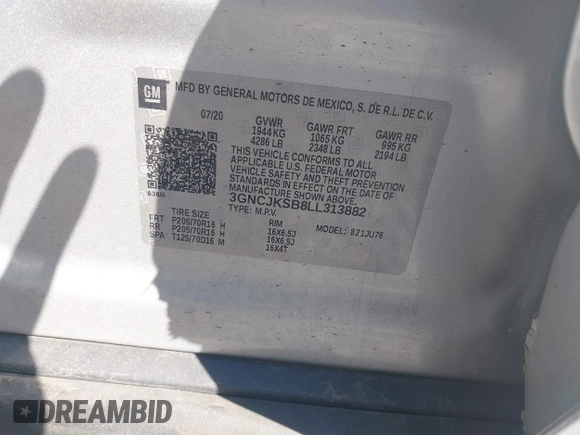 GM
MFD BY GENERAL MOTORS DE MEXICO, S. DE R.L. DE C.V.
07/20 GVWR GAWR FRT GAWR RR
1944 KG 1065 KG 995 KG
4286 LB 2348 LB 2194 LB
THIS VEHICLE CONFORMS TO ALL
APPLICABLE U.S. FEDERAL MOTOR
VEHICLE SAFETY, BUMPER, AND THEFT
PREVENTION STANDARDS IN EFFECT ON
THE DATE OF MANUFACTURE SHOWN ABOVE.
3GNCJKSB8LL313882
TYPE: M.P.V.
MODEL: 821JU76
TIRE SIZE RIM
FRT P205/70R16 H 16X6.5J
RR P205/70R16 H 16X6.5J
SPA T125/70D16 M 16X4T
DREAMBID